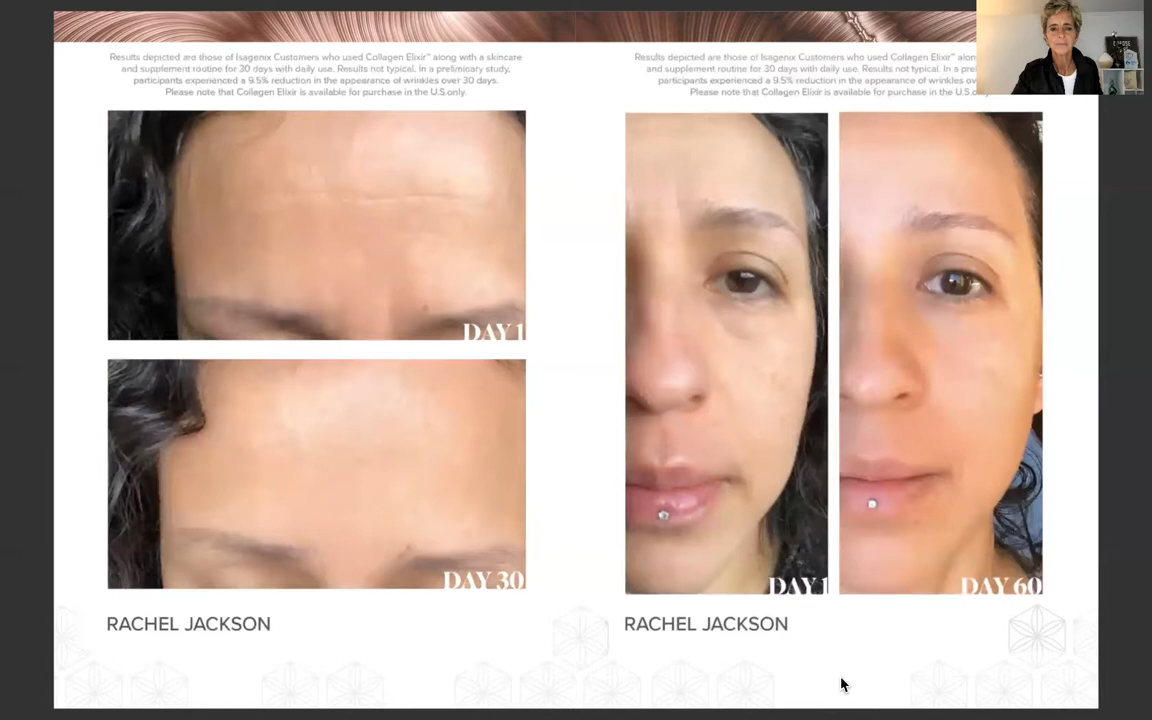 Results depicted are those of Isagenix Customers who used Collagen Elixir™ along with a skincare
and supplement routine for 30 days with daily use. Results not typical. In a preliminary study,
participants experienced a 9.5% reduction in the appearance of wrinkles over 30 days.
Please note that Collagen Elixir is available for purchase in the U.S.only.
DAY 1
DAY 30
RACHEL JACKSON
Results depicted are those of Isagenix Customers who used Collagen Elixir™
and supplement routine for 30 days with daily use. Results not typical. In a
participants experienced a 9.5% reduction in the appearance of wrinkles
Please note that Collagen Elixir is available for purchase in the
DAY 1
DAY 60
RACHEL JACKSON